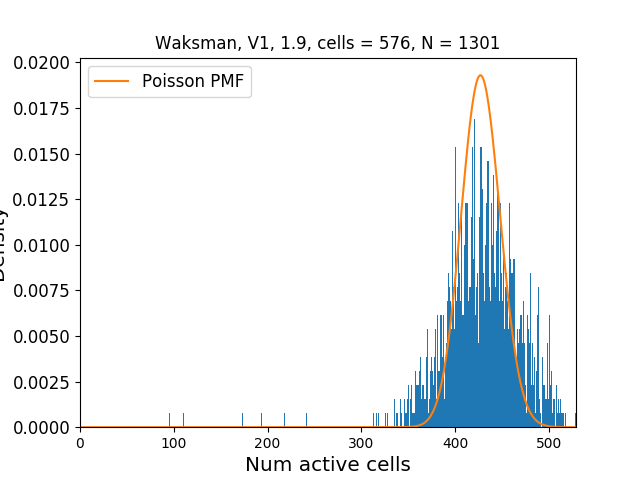 Waksman, V1, 1.9, cells = 576, N = 1301
Poisson PMF
0.0200
0.0175
0.0150
0.0125
0.0100
0.0075
0.0050
0.0025
0.0000
Density
0 100 200 300 400 500
Num active cells